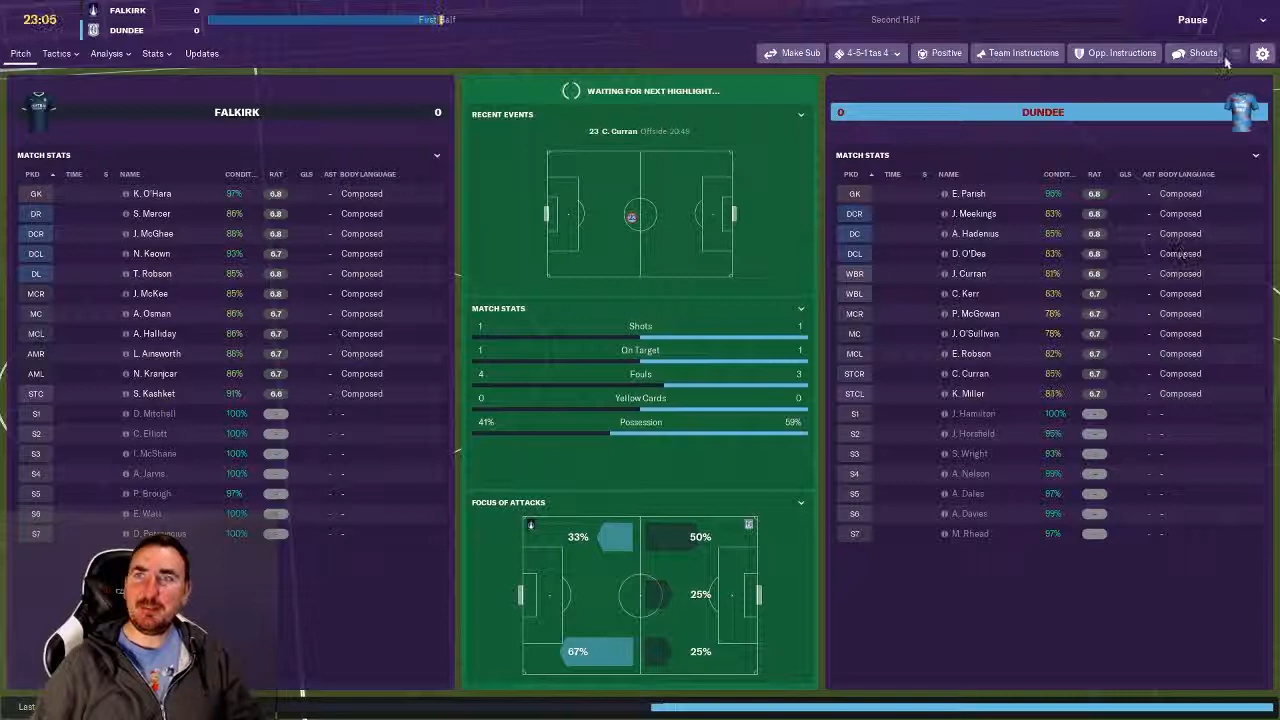 23:05
FALKIRK 0
DUNDEE 0
First Half
Second Half
Pause
Pitch Tactics Analysis Stats Updates
Make Sub 4-5-1 tas 4 Positive Team Instructions Opp. Instructions Shouts
FALKIRK 0
MATCH STATS
PKD TIME S NAME CONDIT... RAT GLS AST BODY LANGUAGE
GK K. O'Hara 97% 6.8 - - Composed
DR S. Mercer 86% 6.8 - - Composed
DCR J. McGhee 88% 6.8 - - Composed
DCL N. Keown 93% 6.7 - - Composed
DL T. Robson 85% 6.8 - - Composed
MCR J. McKee 85% 6.8 - - Composed
MC A. Osman 86% 6.7 - - Composed
MCL A. Halliday 86% 6.7 - - Composed
AMR L. Ainsworth 88% 6.7 - - Composed
AML N. Kranjcar 86% 6.7 - - Composed
STC S. Kashket 91% 6.6 - - Composed
S1 D. Mitchell 100% - - -
S2 C. Elliott 100% - - -
S3 I. McShane 100% - - -
S4 A. Jarvis 100% - - -
S5 P. Brough 97% - - -
S6 100% - - -
S7 100% - - -
WAITING FOR NEXT HIGHLIGHT...
RECENT EVENTS
23 C. Curran Offside 20:49
MATCH STATS
1 Shots 1
1 On Target 1
4 Fouls 3
0 Yellow Cards 0
41% Possession 59%
FOCUS OF ATTACKS
33% 50%
25%
67% 25%
0 DUNDEE
MATCH STATS
PKD TIME S NAME CONDIT... RAT GLS AST BODY LANGUAGE
GK E. Parish 6.8 - - Composed
DCR J. Meekings 83% 6.8 - - Composed
DC A. Hadenius 85% 6.8 - - Composed
DCL D. O'Dea 83% 6.8 - - Composed
WBR J. Curran 81% 6.8 - - Composed
WBL C. Kerr 83% 6.7 - - Composed
MCR P. McGowan 78% 6.7 - - Composed
MC J. O'Sullivan 78% 6.7 - - Composed
MCL E. Robson 82% 6.7 - - Composed
STCR C. Curran 85% 6.7 - - Composed
STCL K. Miller 83% 6.7 - - Composed
S1 J. Hamilton 100% - - -
S2 J. Horsfield 95% - - -
S3 S. Wright 93% - - -
S4 A. Nelson 99% - - -
S5 A. Dales 97% - - -
S6 A. Davies 99% - - -
S7 M. Rhead 97% - -
Last